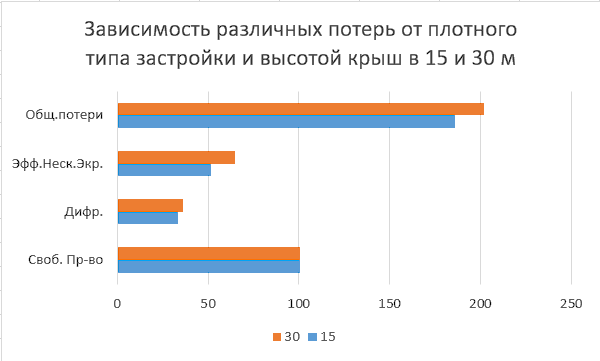 Зависимость различных потерь от плотного
типа застройки и высотой крыш в 15 и 30 м
Общ.потери
Эфф.Неск.Экр.
Дифр.
Своб. Пр-во
0 50 100 150 200 250
30 15